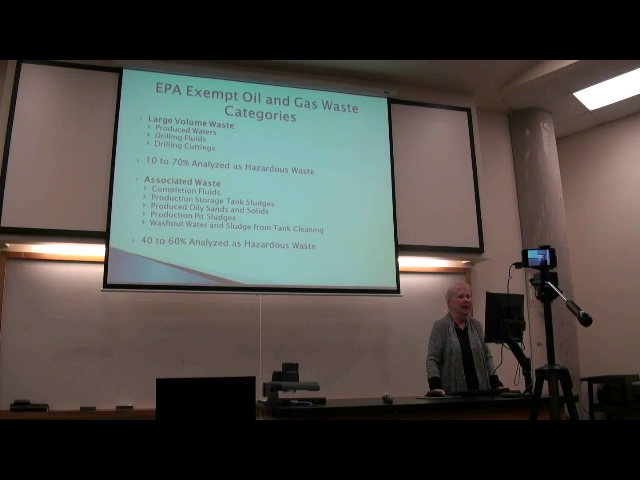 EPA Exempt Oil and Gas Waste
Categories
Large Volume Waste
Produced Waters
Drilling Fluids
Drilling Cuttings
10 to 70% Analyzed as Hazardous Waste
Associated Waste
Completion Fluids
Production Storage Tank Sludges
Produced Oily Sands and Solids
Production Pit Sludges
Washout Water and Sludge from Tank Cleaning
40 to 60% Analyzed as Hazardous Waste